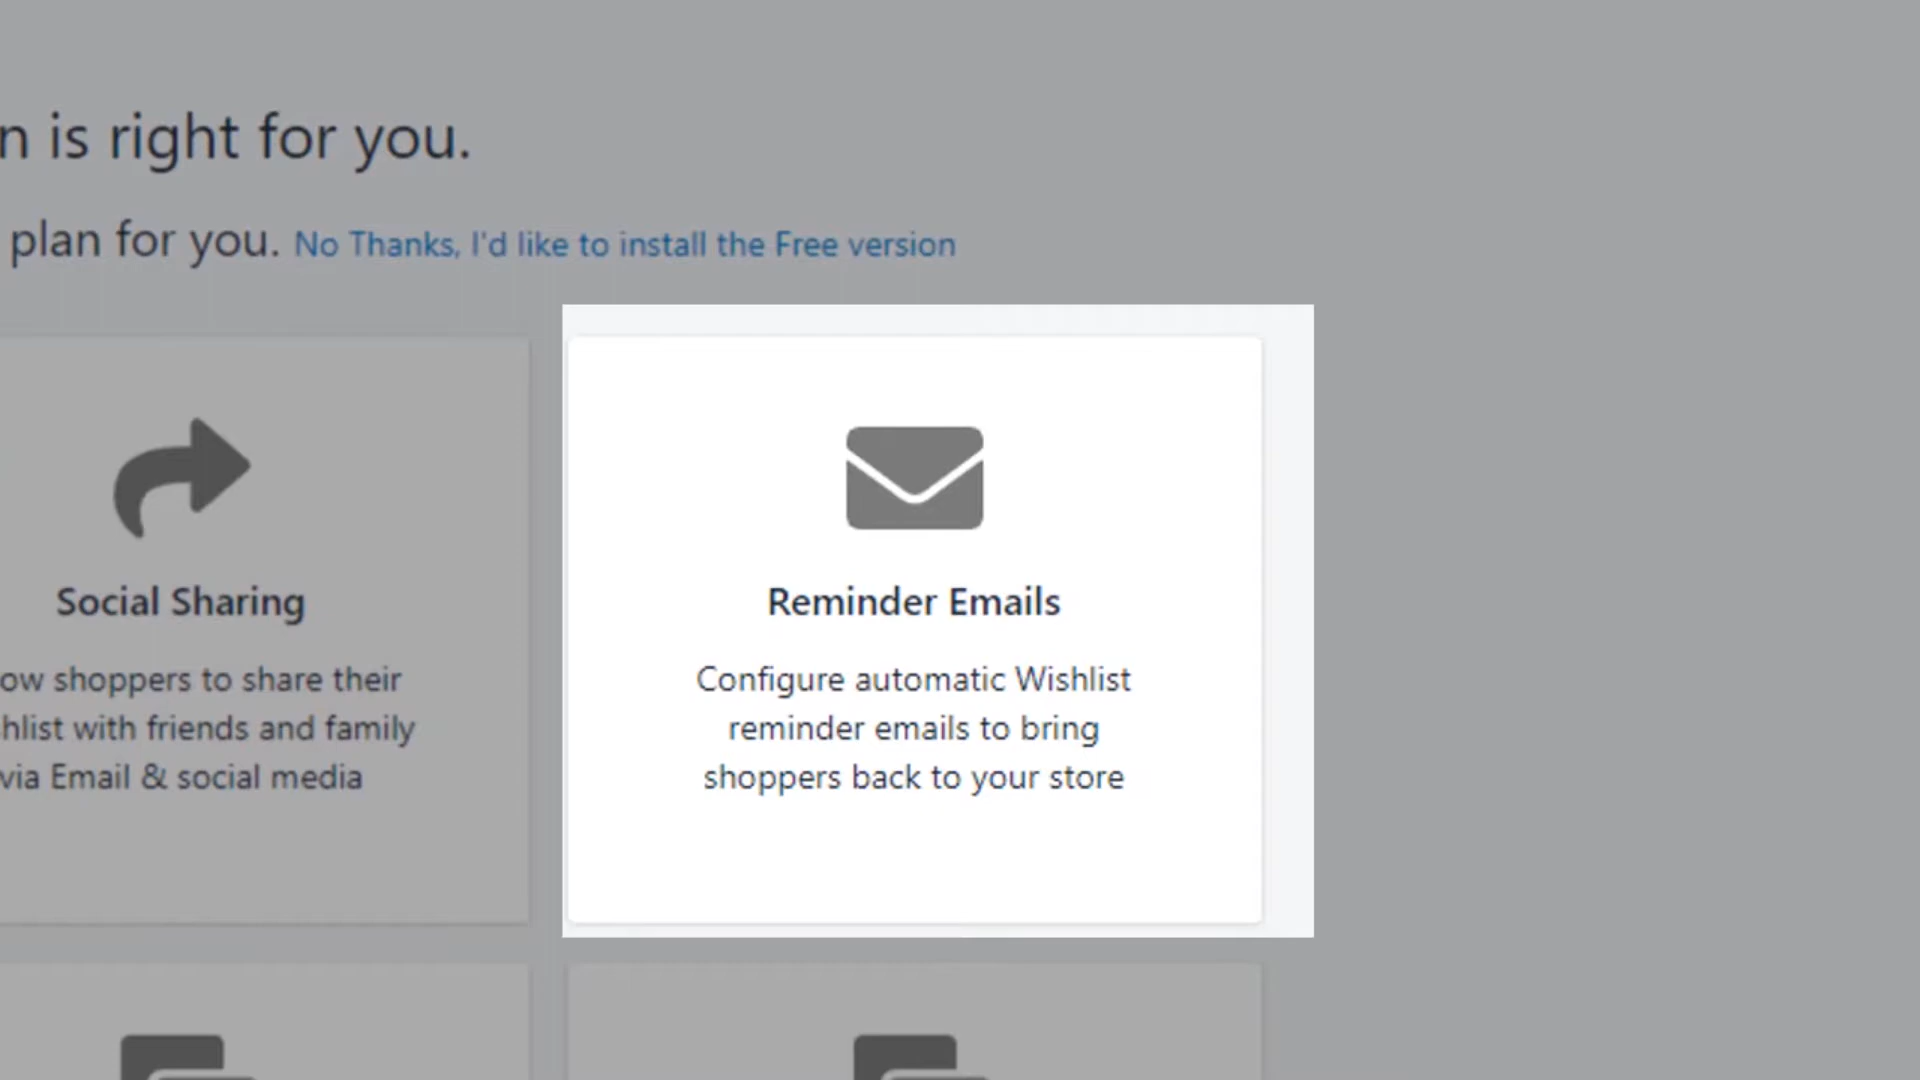 n is right for you.
plan for you. No Thanks, I'd like to install the Free version
Social Sharing
ow shoppers to share their
hlist with friends and family
via Email & social media
Reminder Emails
Configure automatic Wishlist
reminder emails to bring
shoppers back to your store